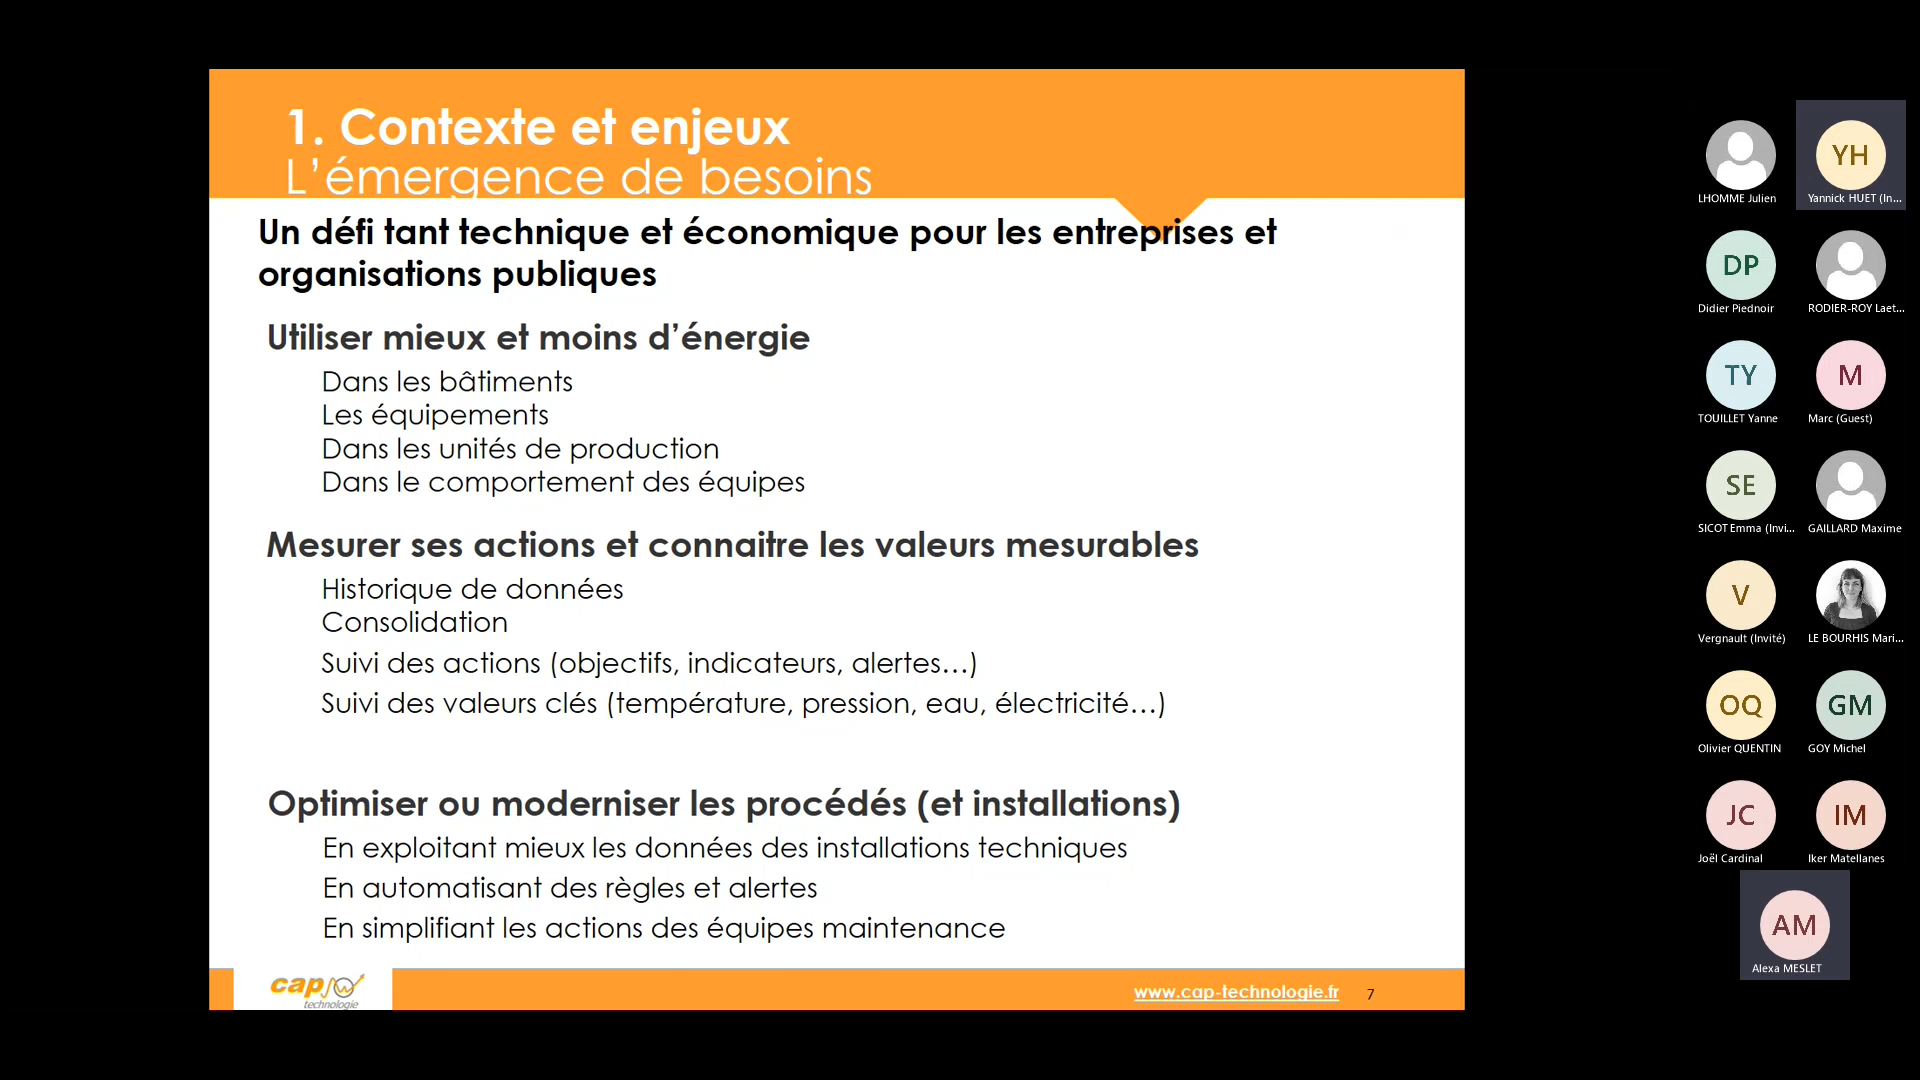 1. Contexte et enjeux
L'émergence de besoins
Un défi tant technique et économique pour les entreprises et
organisations publiques
Utiliser mieux et moins d'énergie
Dans les bâtiments
Les équipements
Dans les unités de production
Dans le comportement des équipes
Mesurer ses actions et connaitre les valeurs mesurables
Historique de données
Consolidation
Suivi des actions (objectifs, indicateurs, alertes…)
Suivi des valeurs clés (température, pression, eau, électricité…)
Optimiser ou moderniser les procédés (et installations)
En exploitant mieux les données des installations techniques
En automatisant des règles et alertes
En simplifiant les actions des équipes maintenance
cap
technologie
www.cap-technologie.fr 7
LHOMME Julien
YH
Yannick HUET (In...
DP
Didier Piednoir
RODIER-ROY Laet...
TY
TOUILLET Yanne
M
Marc (Guest)
SE
SICOT Emma (Invi...
GAILLARD Maxime
V
Vergnault (Invité)
LE BOURHIS Mari...
OQ
Olivier QUENTIN
GM
GOY Michel
JC
Joël Cardinal
IM
Iker Matellanes
AM
Alexa MESLET